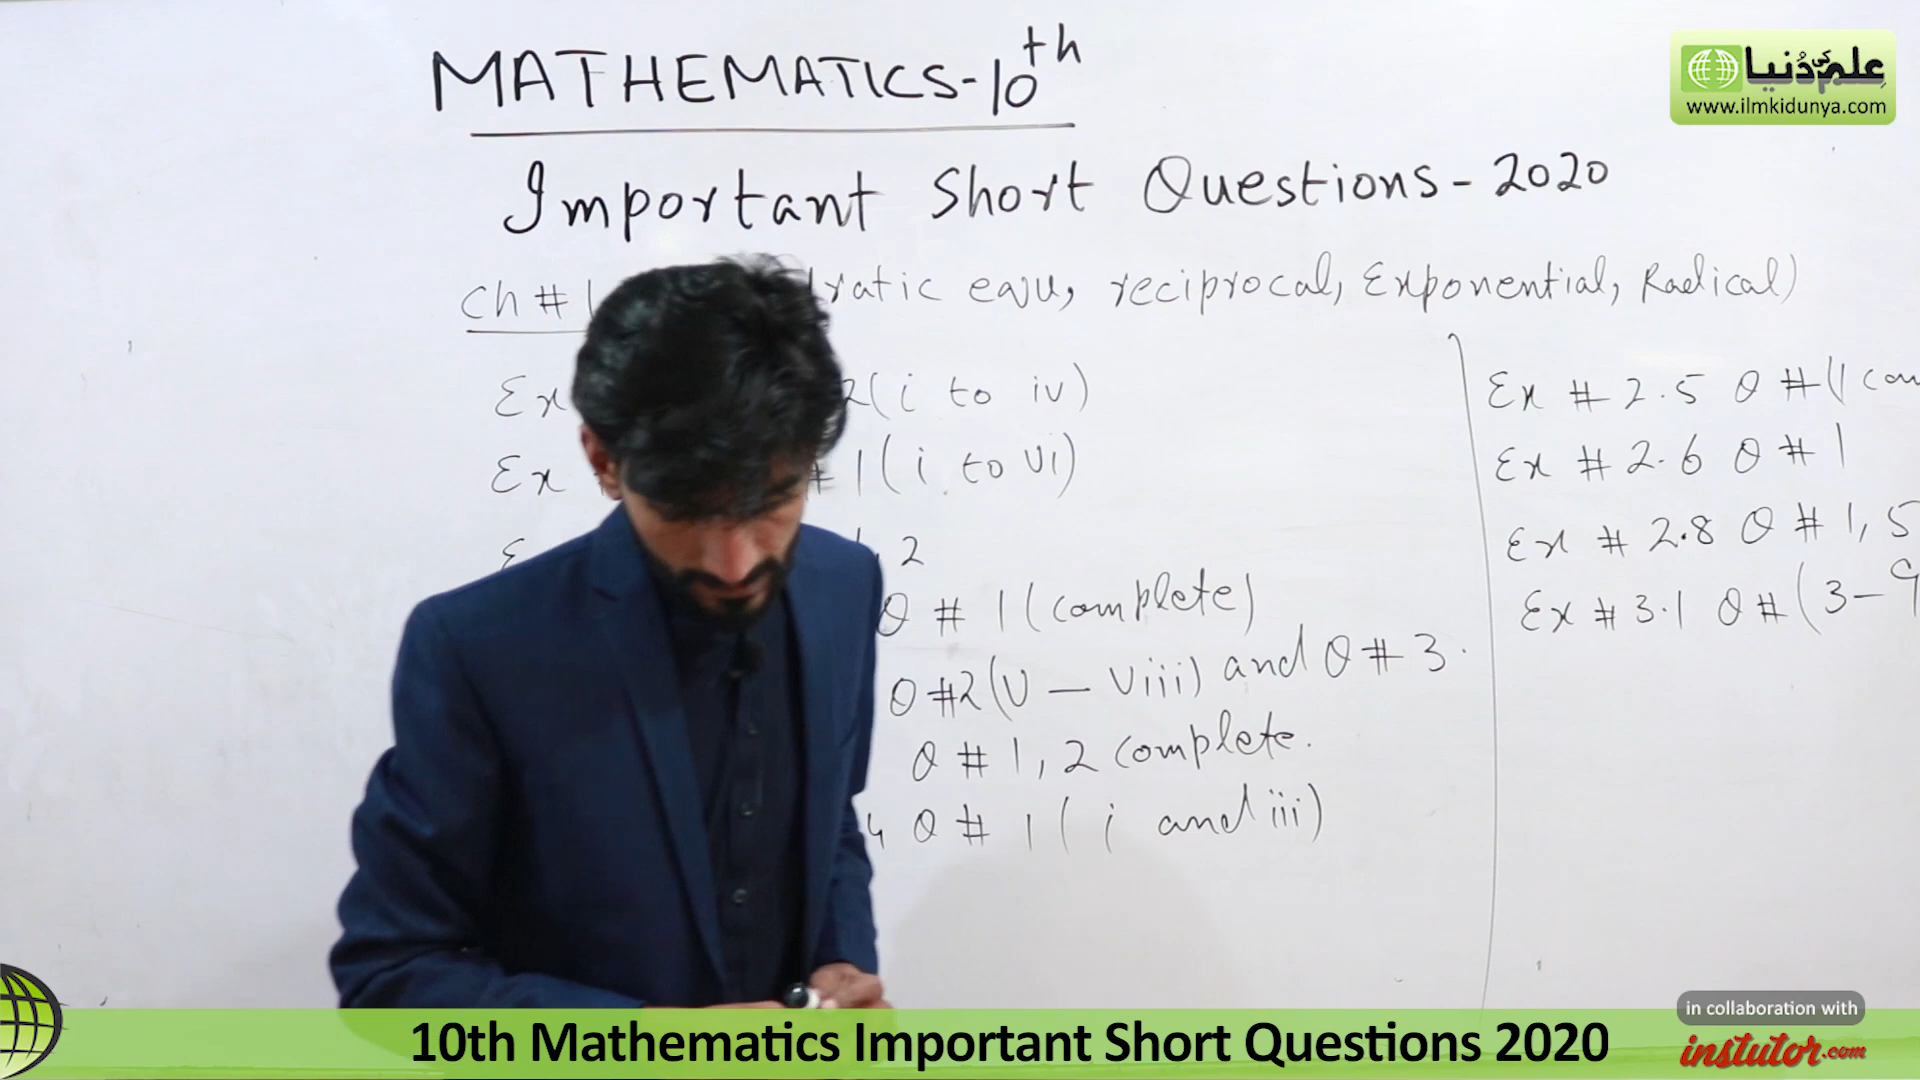 MATHEMATICS-10th
Important Short Questions-2020
Ch # 1 ratic equ, reciprocal, Exponential, Radical)
Ex 2(i to iv)
Ex # 1(i to vi)
2
Q # 1(complete)
Q #2(v — viii) and Q # 3.
Q # 1,2 complete.
4 Q # 1(i and iii)
Ex # 2.5 Q # (1 com
Ex # 2.6 Q # 1
Ex # 2.8 Q # 1,5
Ex # 3.1 Q # (3-9
علم کی دُنیا
www.ilmkidunya.com
10th Mathematics Important Short Questions 2020
in collaboration with
instutor.com